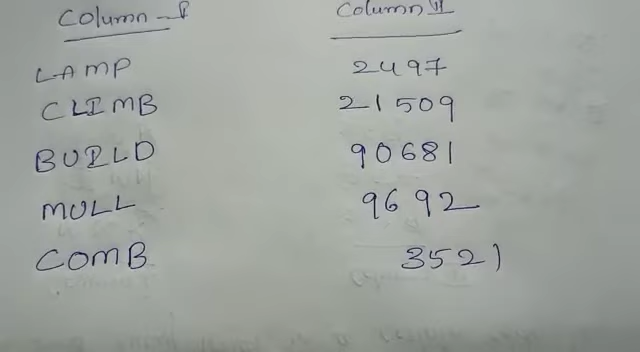 Column-I Column II
LAMP 2497
CLIMB 21509
BUILD 90681
MULL 9692
COMB 3521